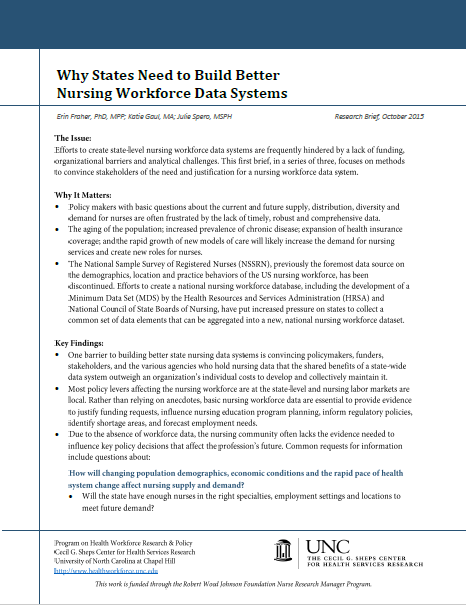 Why States Need to Build Better
Nursing Workforce Data Systems
Erin Fraher, PhD, MPP; Katie Gaul, MA; Julie Spero, MSPH
Research Brief, October 2015
The Issue:
Efforts to create state-level nursing workforce data systems are frequently hindered by a lack of funding,
organizational barriers and analytical challenges. This first brief, in a series of three, focuses on methods
to convince stakeholders of the need and justification for a nursing workforce data system.
Why It Matters:
• Policy makers with basic questions about the current and future supply, distribution, diversity and
demand for nurses are often frustrated by the lack of timely, robust and comprehensive data.
• The aging of the population; increased prevalence of chronic disease; expansion of health insurance
coverage; and the rapid growth of new models of care will likely increase the demand for nursing
services and create new roles for nurses.
• The National Sample Survey of Registered Nurses (NSSRN), previously the foremost data source on
the demographics, location and practice behaviors of the US nursing workforce, has been
discontinued. Efforts to create a national nursing workforce database, including the development of a
Minimum Data Set (MDS) by the Health Resources and Services Administration (HRSA) and
National Council of State Boards of Nursing, have put increased pressure on states to collect a
common set of data elements that can be aggregated into a new, national nursing workforce dataset.
Key Findings:
• One barrier to building better state nursing data systems is convincing policymakers, funders,
stakeholders, and the various agencies who hold nursing data that the shared benefits of a state-wide
data system outweigh an organization's individual costs to develop and collectively maintain it.
• Most policy levers affecting the nursing workforce are at the state-level and nursing labor markets are
local. Rather than relying on anecdotes, basic nursing workforce data are essential to provide evidence
to justify funding requests, influence nursing education program planning, inform regulatory policies,
identify shortage areas, and forecast employment needs.
• Due to the absence of workforce data, the nursing community often lacks the evidence needed to
influence key policy decisions that affect the profession's future. Common requests for information
include questions about:
How will changing population demographics, economic conditions and the rapid pace of health
system change affect nursing supply and demand?
• Will the state have enough nurses in the right specialties, employment settings and locations to
meet future demand?
Program on Health Workforce Research & Policy
Cecil G. Sheps Center for Health Services Research
University of North Carolina at Chapel Hill
http://www.healthworkforce.unc.edu
UNC
THE CECIL G. SHEPS CENTER
FOR HEALTH SERVICES RESEARCH
This work is funded through the Robert Wood Johnson Foundation Nurse Research Manager Program.